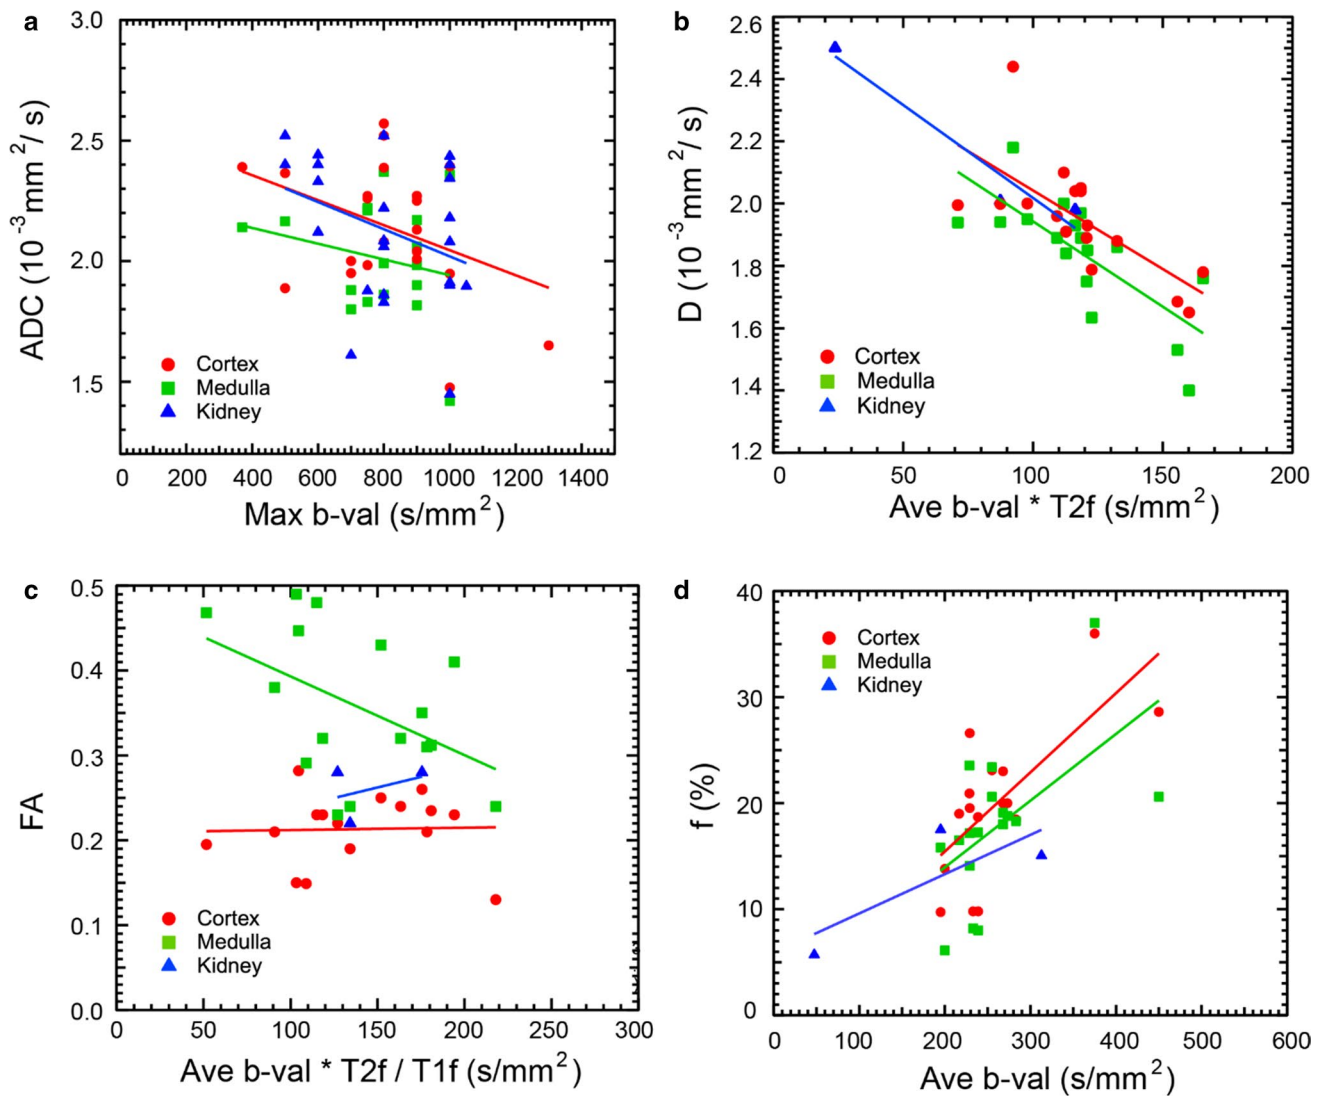 a
3.0
2.5
2.0
1.5
ADC (10⁻³mm²/ s)
Cortex
Medulla
Kidney
0 200 400 600 800 1000 1200 1400
Max b-val (s/mm²)
b
2.6
2.4
2.2
2.0
1.8
1.6
1.4
1.2
D (10⁻³mm²/ s)
Cortex
Medulla
Kidney
0 50 100 150 200
Ave b-val * T2f (s/mm²)
c
0.5
0.4
0.3
0.2
0.1
0.0
FA
Cortex
Medulla
Kidney
0 50 100 150 200 250 300
Ave b-val * T2f / T1f (s/mm²)
d
40
30
20
10
0
f (%)
Cortex
Medulla
Kidney
0 100 200 300 400 500 600
Ave b-val (s/mm²)